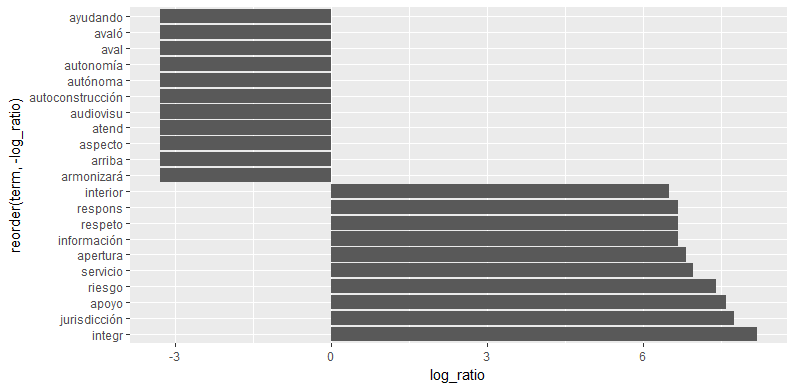 ayudando
avaló
aval
autonomía
autónoma
autoconstrucción
audiovisu
atend
aspecto
arriba
armonizará
interior
respons
respeto
información
apertura
servicio
riesgo
apoyo
jurisdicción
integr
reorder(term, -log_ratio)
-3 0 3 6
log_ratio